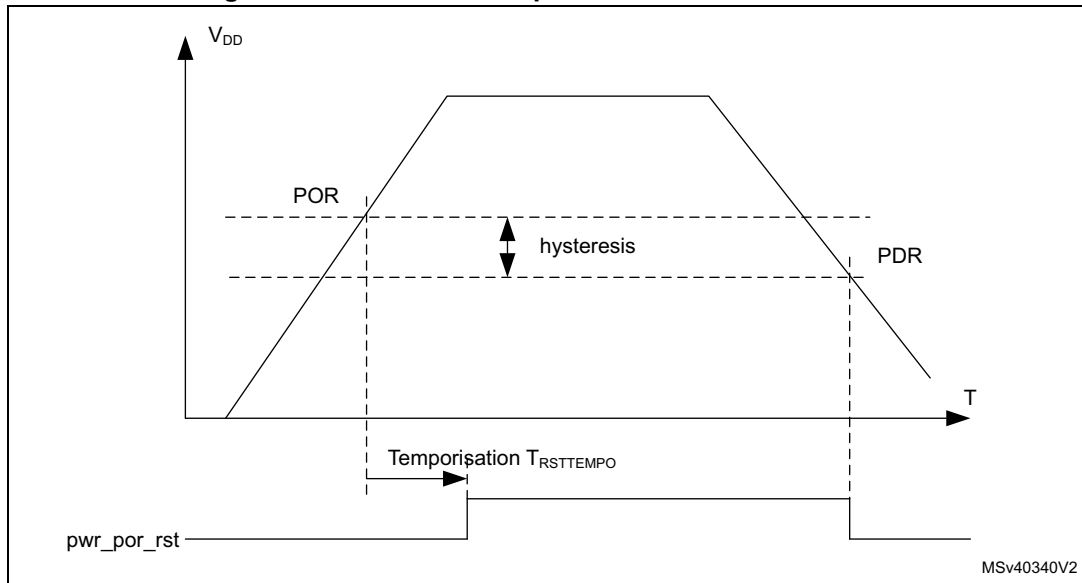 V_DD
POR
hysteresis
PDR
T
Temporisation T_RSTTEMPO
pwr_por_rst
MSv40340V2